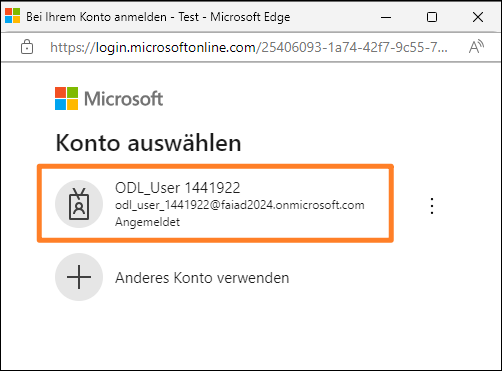 Bei Ihrem Konto anmelden - Test - Microsoft Edge
https://login.microsoftonline.com/25406093-1a74-42f7-9c55-7...
Microsoft
Konto auswählen
ODL_User 1441922
odl_user_1441922@faiad2024.onmicrosoft.com
Angemeldet
Anderes Konto verwenden